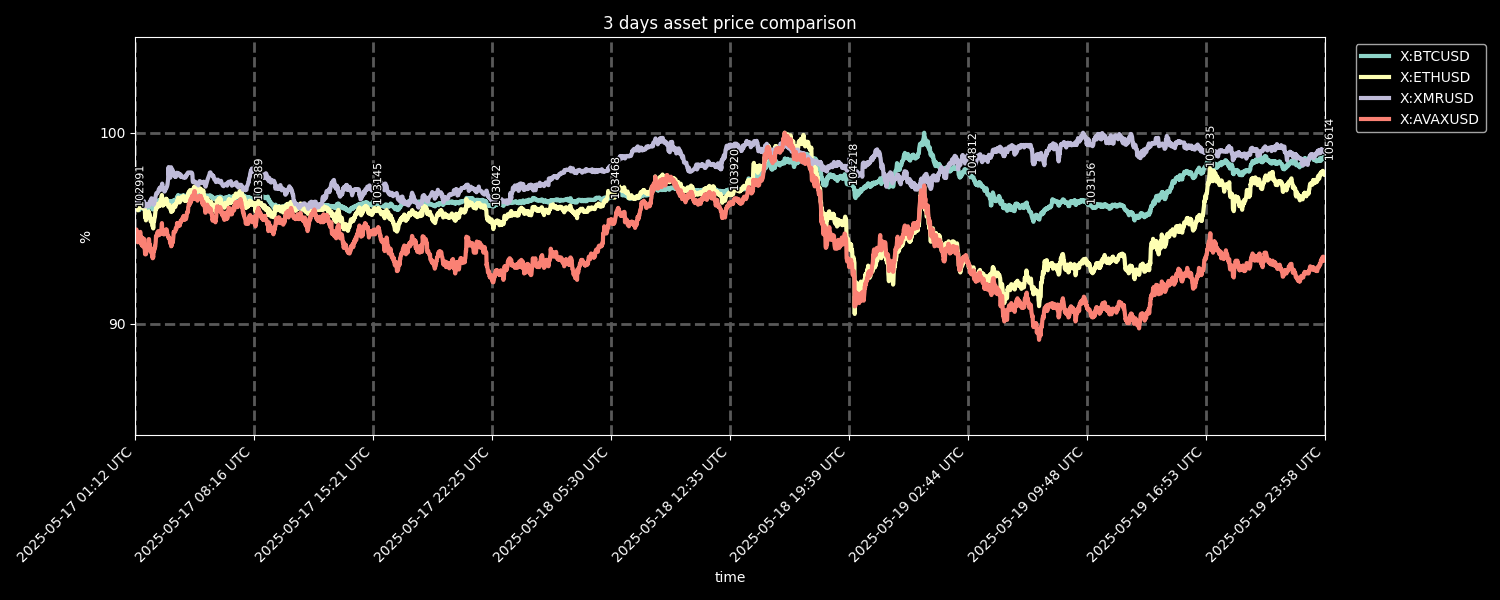 3 days asset price comparison
X:BTCUSD
X:ETHUSD
X:XMRUSD
X:AVAXUSD
%
100
90
102991
103389
103145
103042
103468
103920
104218
104812
103156
105235
105614
2025-05-17 01:12 UTC
2025-05-17 08:16 UTC
2025-05-17 15:21 UTC
2025-05-17 22:25 UTC
2025-05-18 05:30 UTC
2025-05-18 12:35 UTC
2025-05-18 19:39 UTC
2025-05-19 02:44 UTC
2025-05-19 09:48 UTC
2025-05-19 16:53 UTC
2025-05-19 23:58 UTC
time